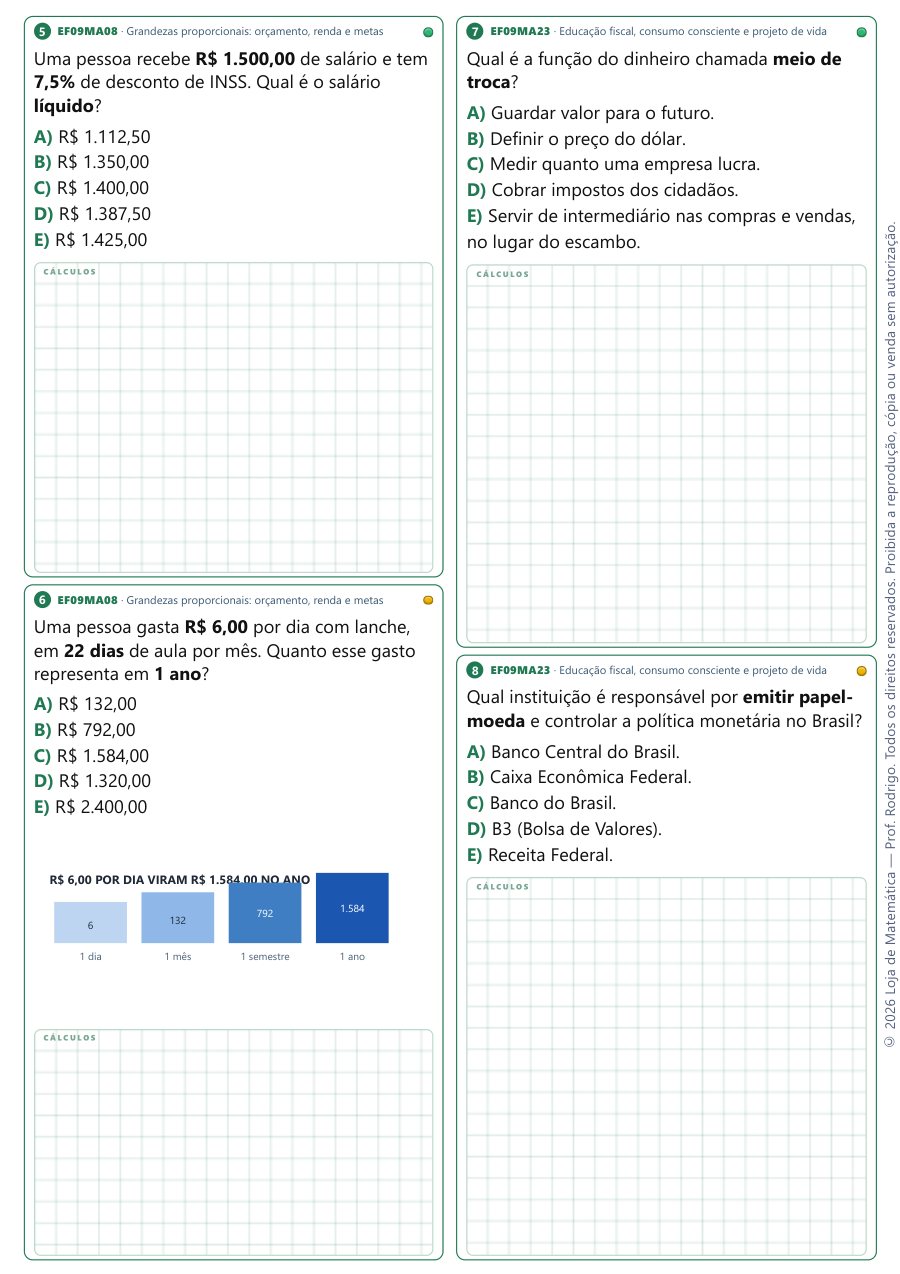 5 EF09MA08 · Grandezas proporcionais: orçamento, renda e metas
Uma pessoa recebe R$ 1.500,00 de salário e tem
7,5% de desconto de INSS. Qual é o salário
líquido?
A) R$ 1.112,50
B) R$ 1.350,00
C) R$ 1.400,00
D) R$ 1.387,50
E) R$ 1.425,00
CÁLCULOS
6 EF09MA08 · Grandezas proporcionais: orçamento, renda e metas
Uma pessoa gasta R$ 6,00 por dia com lanche,
em 22 dias de aula por mês. Quanto esse gasto
representa em 1 ano?
A) R$ 132,00
B) R$ 792,00
C) R$ 1.584,00
D) R$ 1.320,00
E) R$ 2.400,00
R$ 6,00 POR DIA VIRAM R$ 1.584,00 NO ANO
6 132 792 1.584
1 dia 1 mês 1 semestre 1 ano
CÁLCULOS
7 EF09MA23 · Educação fiscal, consumo consciente e projeto de vida
Qual é a função do dinheiro chamada meio de
troca?
A) Guardar valor para o futuro.
B) Definir o preço do dólar.
C) Medir quanto uma empresa lucra.
D) Cobrar impostos dos cidadãos.
E) Servir de intermediário nas compras e vendas,
no lugar do escambo.
CÁLCULOS
8 EF09MA23 · Educação fiscal, consumo consciente e projeto de vida
Qual instituição é responsável por emitir papel-
moeda e controlar a política monetária no Brasil?
A) Banco Central do Brasil.
B) Caixa Econômica Federal.
C) Banco do Brasil.
D) B3 (Bolsa de Valores).
E) Receita Federal.
CÁLCULOS
© 2026 Loja de Matemática — Prof. Rodrigo. Todos os direitos reservados. Proibida a reprodução, cópia ou venda sem autorização.